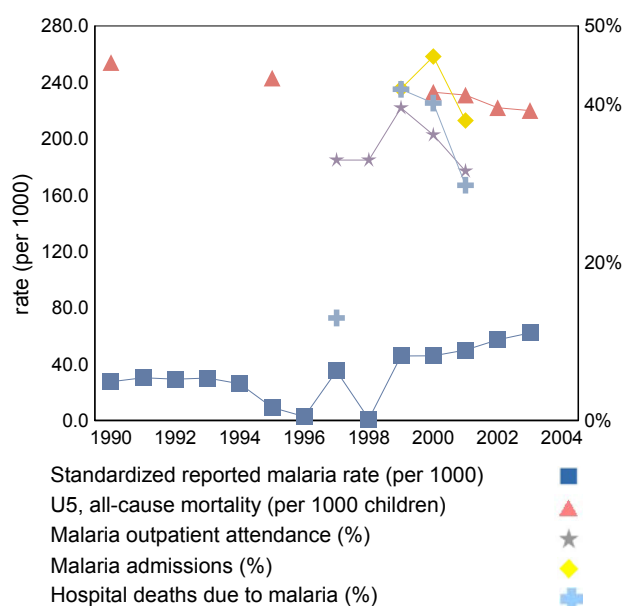 280.0
240.0
200.0
160.0
120.0
80.0
40.0
0.0
rate (per 1000)
50%
40%
20%
0%
1990 1992 1994 1996 1998 2000 2002 2004
Standardized reported malaria rate (per 1000)
U5, all-cause mortality (per 1000 children)
Malaria outpatient attendance (%)
Malaria admissions (%)
Hospital deaths due to malaria (%)